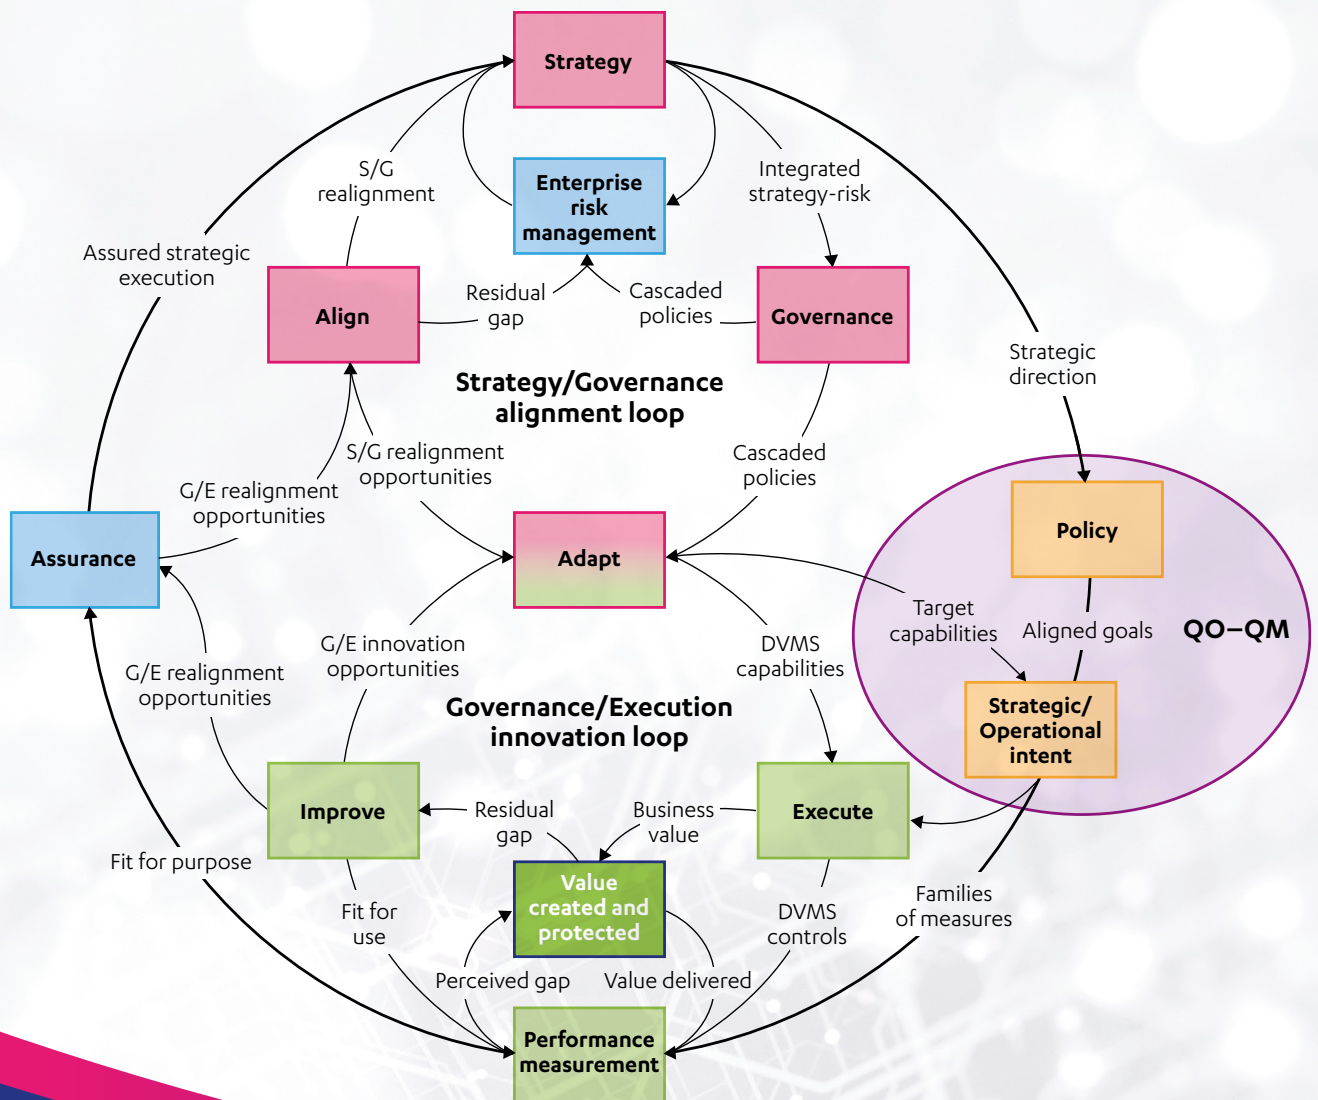 Strategy
S/G
realignment
Integrated
strategy-risk
Enterprise
risk
management
Assured strategic
execution
Residual
gap
Cascaded
policies
Align
Governance
Strategic
direction
Strategy/Governance
alignment loop
S/G realignment
opportunities
Cascaded
policies
G/E realignment
opportunities
Policy
Assurance
Adapt
Target
capabilities
Aligned goals
QO–QM
G/E innovation
opportunities
DVMS
capabilities
G/E realignment
opportunities
Governance/Execution
innovation loop
Strategic/
Operational
intent
Improve
Residual
gap
Business
value
Execute
Fit for purpose
Value
created and
protected
Fit for
use
DVMS
controls
Families
of measures
Perceived gap
Value delivered
Performance
measurement